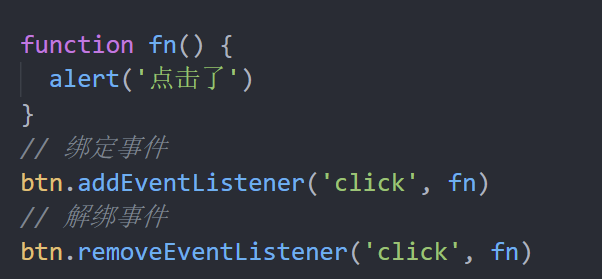 function fn() {
  alert('点击了')
}
// 绑定事件
btn.addEventListener('click', fn)
// 解绑事件
btn.removeEventListener('click', fn)